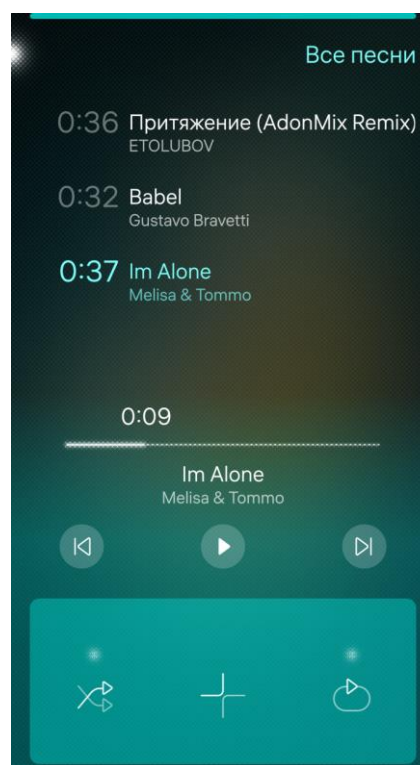 Все песни
0:36 Притяжение (AdonMix Remix)
ETOLUBOV
0:32 Babel
Gustavo Bravetti
0:37 Im Alone
Melisa & Tommo
0:09
Im Alone
Melisa & Tommo